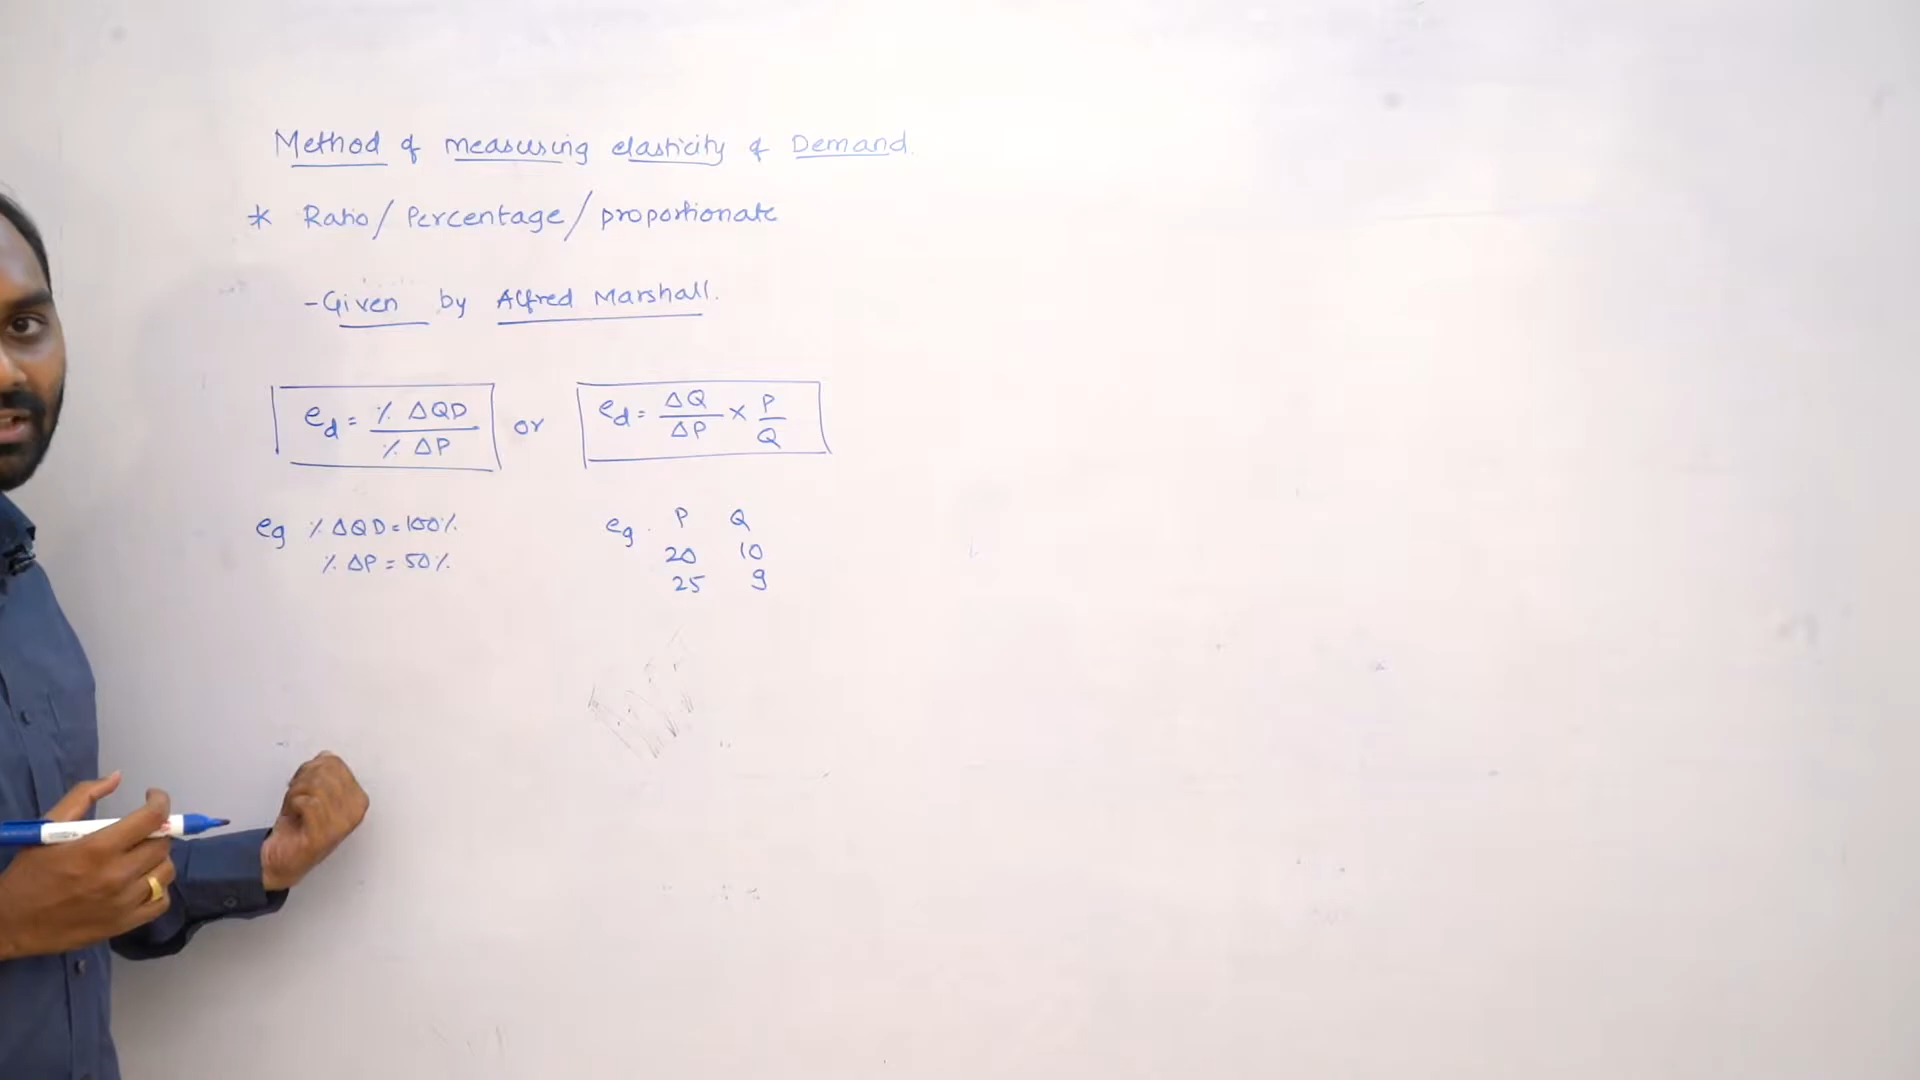 Method of measuring elasticity of Demand.
* Ratio/Percentage/proportionate
- Given by Alfred Marshall.
ed = % ΔQD / % ΔP or ed = ΔQ / ΔP × P / Q
eg % ΔQD = 100% eg. P Q
% ΔP = 50% 20 10
25 9